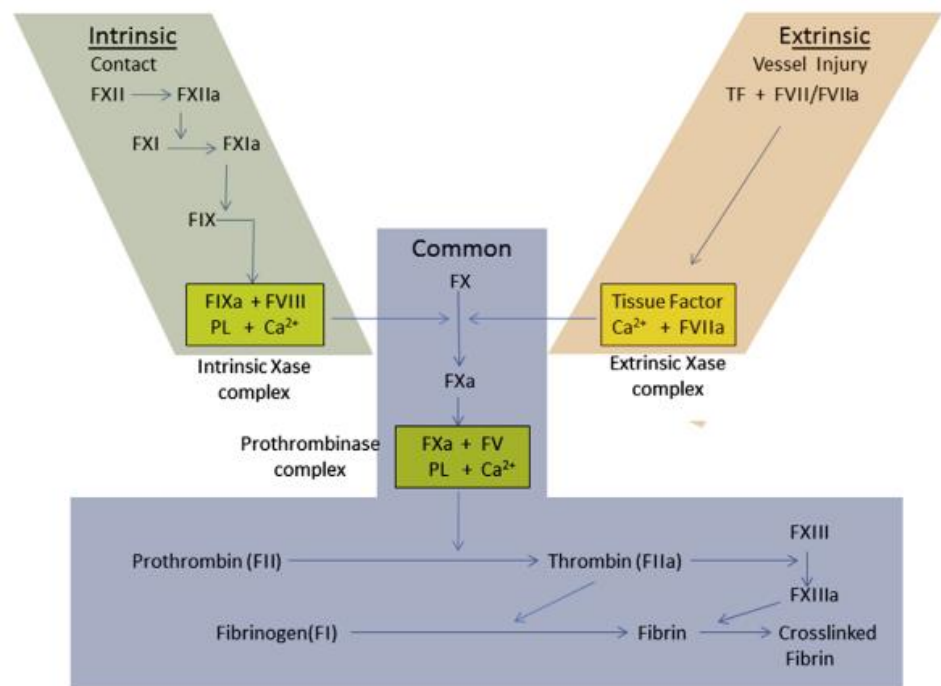 Intrinsic
Contact
FXII FXIIa
FXI FXIa
FIX
FIXa + FVIII
PL + Ca²⁺
Intrinsic Xase
complex
Extrinsic
Vessel Injury
TF + FVII/FVIIa
Tissue Factor
Ca²⁺ + FVIIa
Extrinsic Xase
complex
Common
FX
FXa
Prothrombinase
complex
FXa + FV
PL + Ca²⁺
Prothrombin (FII) Thrombin (FIIa)
FXIII
FXIIIa
Fibrinogen(FI) Fibrin Crosslinked
Fibrin